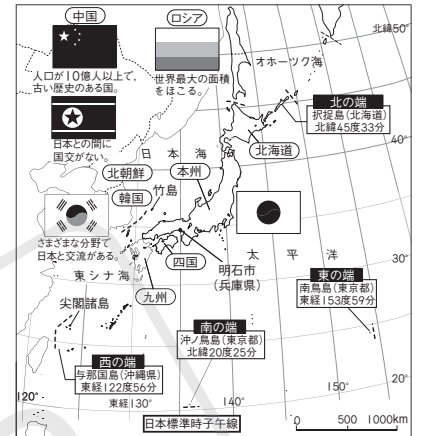 中国
ロシア
北緯50°
人口が10億人以上で,
古い歴史のある国。
世界最大の面積
をほこる。
オホーツク海
北の端
択捉島(北海道)
北緯45度33分
日本との間に
国交がない。
40°
日本海
北海道
北朝鮮
本州
竹島
韓国
さまざまな分野で
日本と交流がある。
太平洋
四国
明石市
(兵庫県)
30°
東シナ海
東の端
南鳥島(東京都)
東経153度59分
九州
尖閣諸島
南の端
沖ノ鳥島(東京都)
北緯20度25分
西の端
与那国島(沖縄県)
東経122度56分
150°
20°
120°
東経130°
140°
日本標準時子午線
0 500 1000km